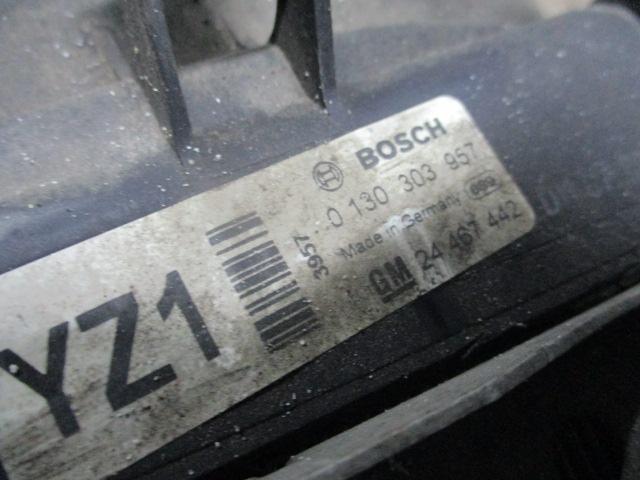 BOSCH
0 130 303 957
Made in Germany
GM 24 467 442
3957
YZ1